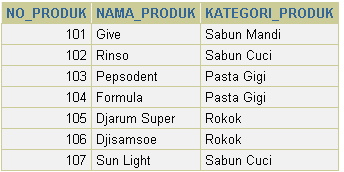 NO_PRODUK NAMA_PRODUK KATEGORI_PRODUK
101 Give Sabun Mandi
102 Rinso Sabun Cuci
103 Pepsodent Pasta Gigi
104 Formula Pasta Gigi
105 Djarum Super Rokok
106 Djisamsoe Rokok
107 Sun Light Sabun Cuci